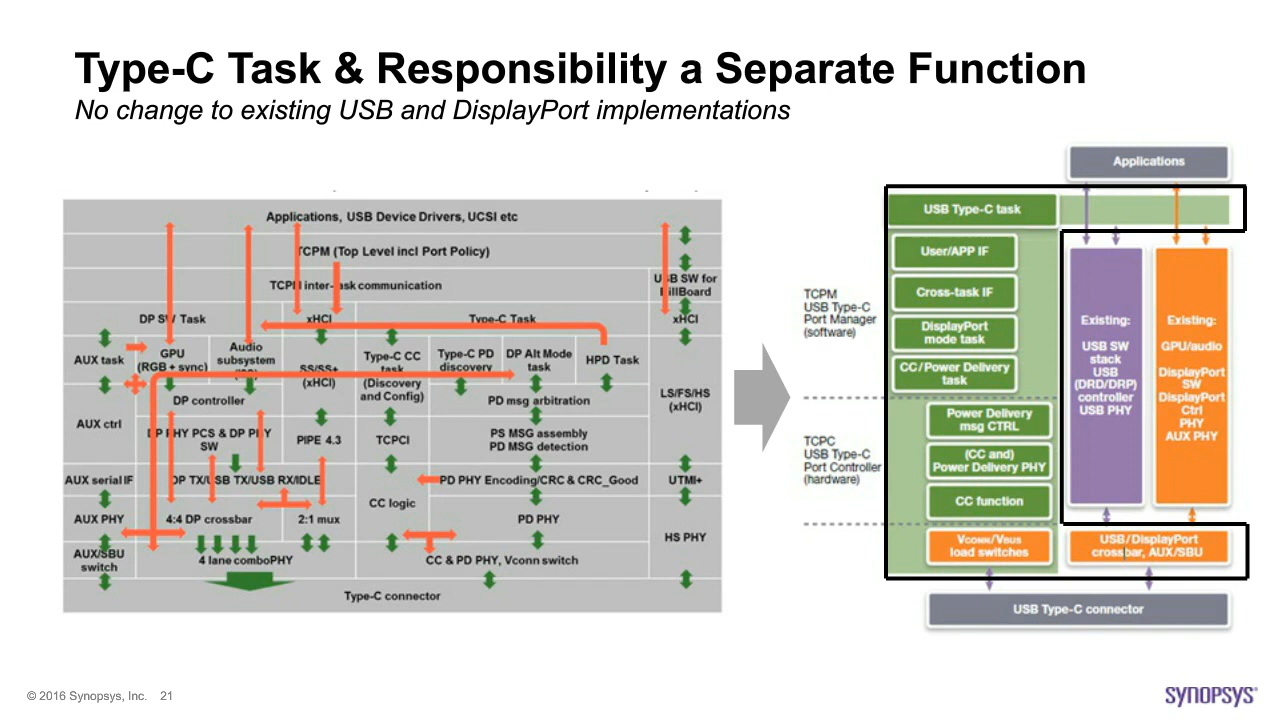 Type-C Task & Responsibility a Separate Function
No change to existing USB and DisplayPort implementations
Applications, USB Device Drivers, UCSI etc
TCPM (Top Level incl Port Policy)
TCPM inter-task communication
USB SW for
BillBoard
DP SW Task
xHCI
Type-C Task
xHCI
AUX task
GPU
(RGB + sync)
Audio
subsystem
SS/SS+
(xHCI)
Type-C CC
task
(Discovery
and Config)
Type-C PD
discovery
DP Alt Mode
task
HPD Task
LS/FS/HS
(xHCI)
DP controller
PD msg arbitration
AUX ctrl
DP PHY PCS & DP PHY
SW
PIPE 4.3
TCPCI
PS MSG assembly
PD MSG detection
AUX serial IF
DP TX/USB TX/USB RX/IDLE
PD PHY Encoding/CRC & CRC_Good
UTMI+
CC logic
AUX PHY
4:4 DP crossbar
2:1 mux
PD PHY
HS PHY
AUX/SBU
switch
4 lane comboPHY
CC & PD PHY, Vconn switch
Type-C connector
Applications
USB Type-C task
User/APP IF
Cross-task IF
DisplayPort
mode task
CC/Power Delivery
task
TCPM
USB Type-C
Port Manager
(software)
Existing:
USB SW
stack
USB
(DRD/DRP)
controller
USB PHY
Existing:
GPU/audio
DisplayPort
SW
DisplayPort
Ctrl
PHY
AUX PHY
TCPC
USB Type-C
Port Controller
(hardware)
Power Delivery
msg CTRL
(CC and)
Power Delivery PHY
CC function
VCONN/VBUS
load switches
USB/DisplayPort
crossbar, AUX/SBU
USB Type-C connector
© 2016 Synopsys, Inc. 21
SYNOPSYS®